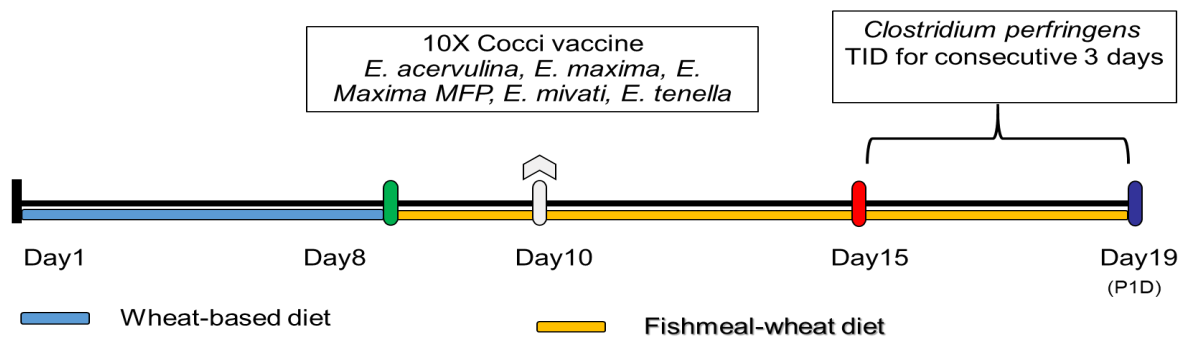 10X Cocci vaccine
E. acervulina, E. maxima, E.
Maxima MFP, E. mivati, E. tenella
Clostridium perfringens
TID for consecutive 3 days
Day1
Day8
Day10
Day15
Day19
(P1D)
Wheat-based diet
Fishmeal-wheat diet